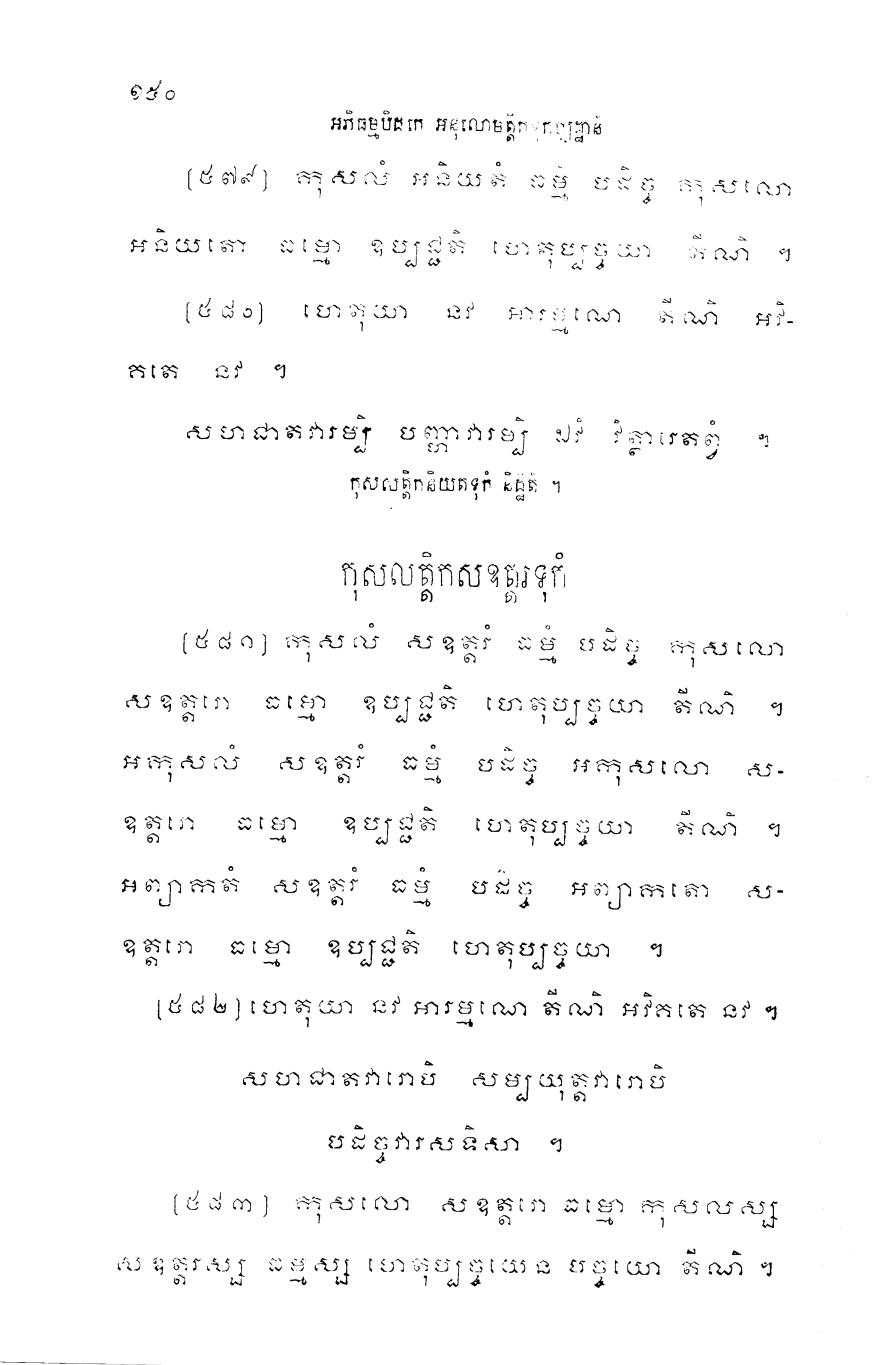 ១៥០
អភិធម្មបិដកេ អនុលោមត្តិកទុកប្បដ្ឋានំ
[៥៧៩] កុសលំ អនិយតំ ធម្មំ បដិច្ច កុសលោ
អនិយតោ ធម្មោ ឧប្បជ្ជតិ ហេតុប្បច្ចយា តីណិ ។
[៥៨០] ហេតុយា នវ អារម្មណេ តីណិ អវិ-
កតេ នវ ។
សហជាតវារម្បិ បញ្ហាវារម្បិ ឯវំ វិត្ថារេតព្វំ ។
កុសលត្តិកនិយតទុកំ និដ្ឋិតំ ។
កុសលត្តិកសឧត្តរទុកំ
[៥៨១] កុសលំ សឧត្តរំ ធម្មំ បដិច្ច កុសលោ
សឧត្តរោ ធម្មោ ឧប្បជ្ជតិ ហេតុប្បច្ចយា តីណិ ។
អកុសលំ សឧត្តរំ ធម្មំ បដិច្ច អកុសលោ ស-
ឧត្តរោ ធម្មោ ឧប្បជ្ជតិ ហេតុប្បច្ចយា តីណិ ។
អព្យាកតំ សឧត្តរំ ធម្មំ បដិច្ច អព្យាកតោ ស-
ឧត្តរោ ធម្មោ ឧប្បជ្ជតិ ហេតុប្បច្ចយា ។
[៥៨២] ហេតុយា នវ អារម្មណេ តីណិ អវិកតេ នវ ។
សហជាតវារោបិ សម្បយុត្តវារោបិ
បដិច្ចវារសទិសា ។
[៥៨៣] កុសលោ សឧត្តរោ ធម្មោ កុសលស្ស
សឧត្តរស្ស ធម្មស្ស ហេតុប្បច្ចយេន បច្ចយោ តីណិ ។